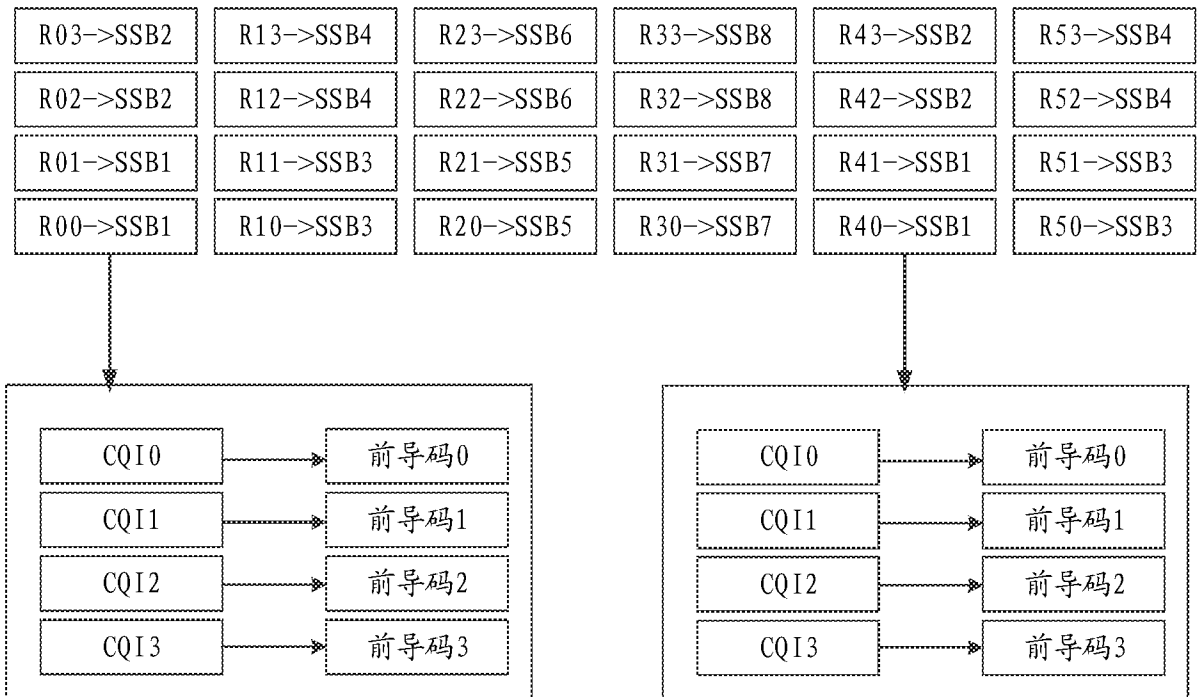 R03->SSB2 R13->SSB4 R23->SSB6 R33->SSB8 R43->SSB2 R53->SSB4
R02->SSB2 R12->SSB4 R22->SSB6 R32->SSB8 R42->SSB2 R52->SSB4
R01->SSB1 R11->SSB3 R21->SSB5 R31->SSB7 R41->SSB1 R51->SSB3
R00->SSB1 R10->SSB3 R20->SSB5 R30->SSB7 R40->SSB1 R50->SSB3
CQI0 前导码0 CQI0 前导码0
CQI1 前导码1 CQI1 前导码1
CQI2 前导码2 CQI2 前导码2
CQI3 前导码3 CQI3 前导码3